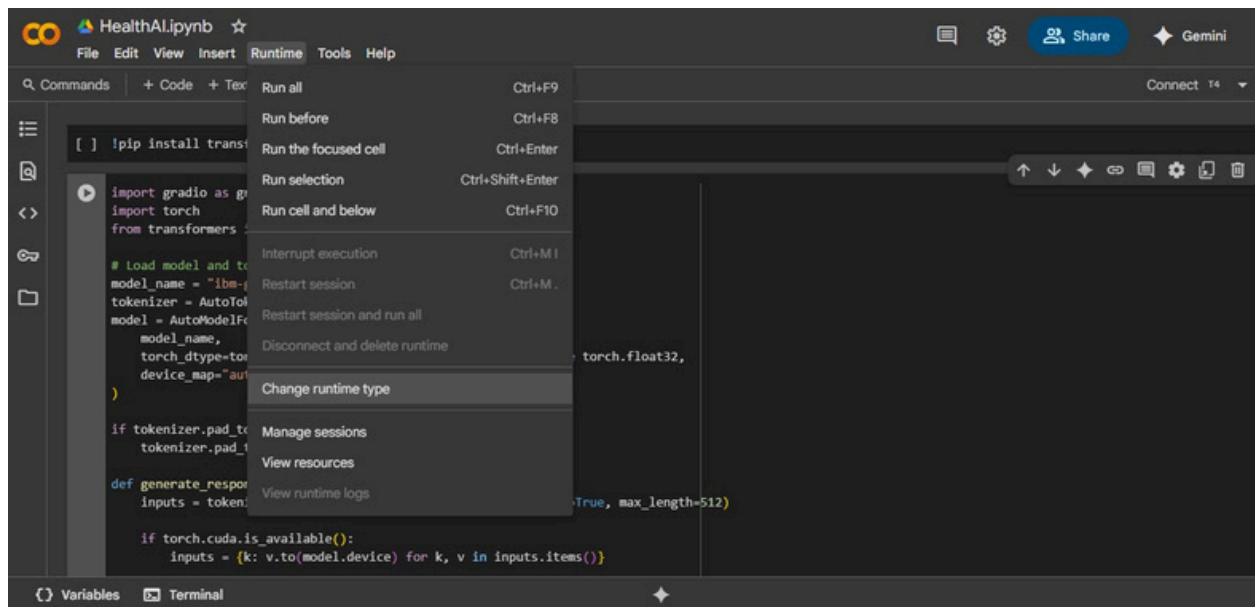 HealthAI.ipynb
File Edit View Insert Runtime Tools Help
Share
Gemini
Commands + Code + Tex
Connect T4
Run all Ctrl+F9
Run before Ctrl+F8
Run the focused cell Ctrl+Enter
Run selection Ctrl+Shift+Enter
Run cell and below Ctrl+F10
Interrupt execution Ctrl+M I
Restart session Ctrl+M .
Restart session and run all
Disconnect and delete runtime
Change runtime type
Manage sessions
View resources
View runtime logs
[ ] !pip install trans
import gradio as g
import torch
from transformers
# Load model and to
model_name = "ibm-g
tokenizer = AutoTok
model = AutoModelFo
model_name,
torch_dtype=tor torch.float32,
device_map="aut
)
if tokenizer.pad_to
tokenizer.pad_t
def generate_respon
inputs = token True, max_length=512)
if torch.cuda.is_available():
inputs = {k: v.to(model.device) for k, v in inputs.items()}
{} Variables Terminal